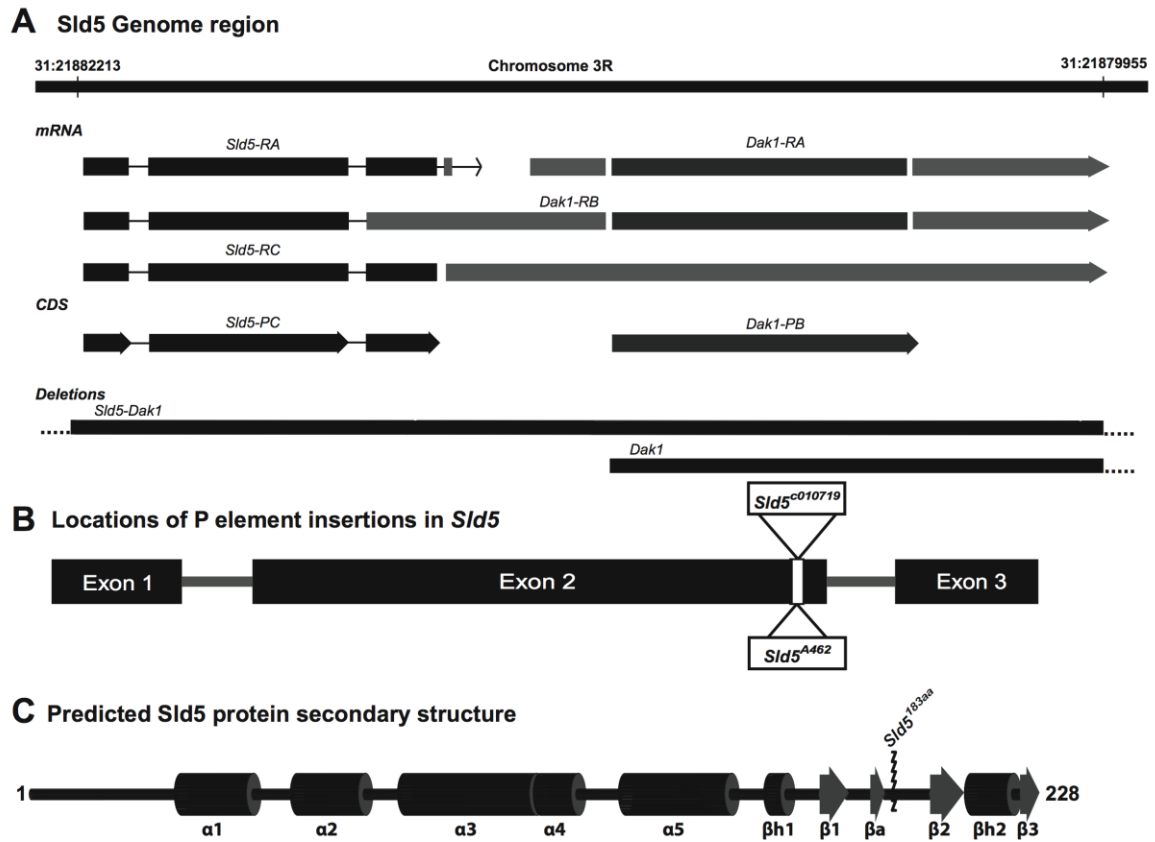 A Sld5 Genome region
31:21882213 Chromosome 3R 31:21879955
mRNA
Sld5-RA Dak1-RA
Dak1-RB
Sld5-RC
CDS
Sld5-PC Dak1-PB
Deletions
Sld5-Dak1
Dak1
B Locations of P element insertions in Sld5
Sld5c010719
Exon 1 Exon 2 Exon 3
Sld5A462
C Predicted Sld5 protein secondary structure
Sld5183aa
1 228
α1 α2 α3 α4 α5 βh1 β1 βa β2 βh2 β3